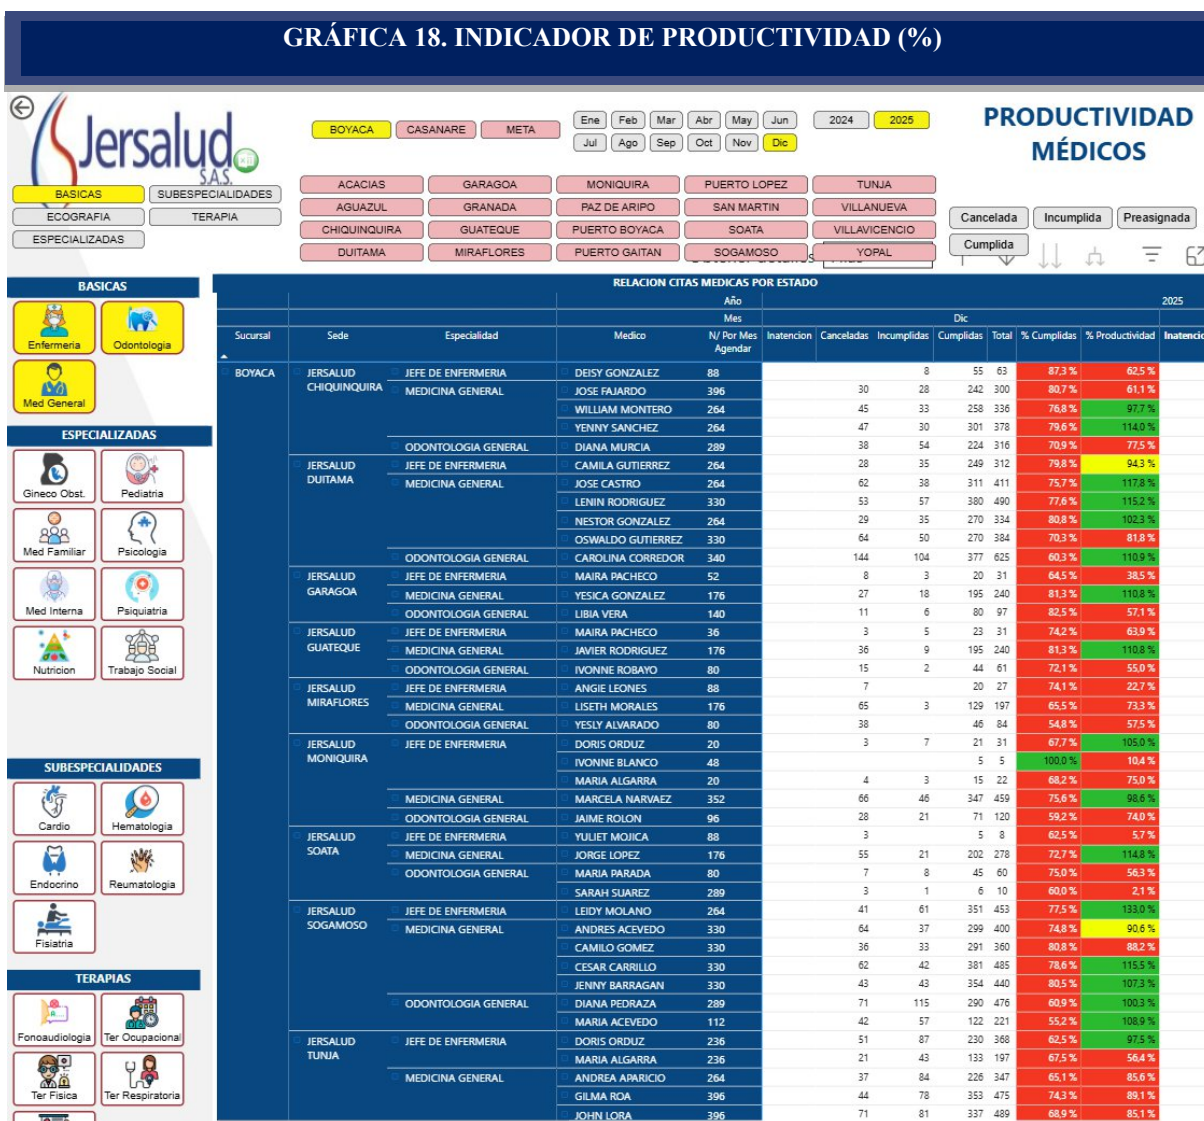 GRÁFICA 18. INDICADOR DE PRODUCTIVIDAD (%)
Jersalud
S.A.S.
BOYACA CASANARE META
Ene Feb Mar Abr May Jun
Jul Ago Sep Oct Nov Dic
2024 2025
PRODUCTIVIDAD
MÉDICOS
BASICAS SUBESPECIALIDADES
ECOGRAFIA TERAPIA
ESPECIALIZADAS
ACACIAS GARAGOA MONIQUIRA PUERTO LOPEZ TUNJA
AGUAZUL GRANADA PAZ DE ARIPO SAN MARTIN VILLANUEVA
CHIQUINQUIRA GUATEQUE PUERTO BOYACA SOATA VILLAVICENCIO
DUITAMA MIRAFLORES PUERTO GAITAN SOGAMOSO YOPAL
Cancelada Incumplida Preasignada
Cumplida
BASICAS
Enfermeria Odontologia
Med General
ESPECIALIZADAS
Gineco Obst. Pediatria
Med Familiar Psicologia
Med Interna Psiquiatria
Nutricion Trabajo Social
SUBESPECIALIDADES
Cardio Hematologia
Endocrino Reumatologia
Fisiatria
TERAPIAS
Fonoaudiologia Ter Ocupacional
Ter Fisica Ter Respiratoria
RELACION CITAS MEDICAS POR ESTADO
Año 2025
Mes Dic
Sucursal Sede Especialidad Medico N/ Por Mes Agendar Inatencion Canceladas Incumplidas Cumplidas Total % Cumplidas % Productividad Inatencio
BOYACA JERSALUD CHIQUINQUIRA JEFE DE ENFERMERIA DEISY GONZALEZ 88 8 55 63 87,3 % 62,5 %
MEDICINA GENERAL JOSE FAJARDO 396 30 28 242 300 80,7 % 61,1 %
WILLIAM MONTERO 264 45 33 258 336 76,8 % 97,7 %
YENNY SANCHEZ 264 47 30 301 378 79,6 % 114,0 %
ODONTOLOGIA GENERAL DIANA MURCIA 289 38 54 224 316 70,9 % 77,5 %
JERSALUD DUITAMA JEFE DE ENFERMERIA CAMILA GUTIERREZ 264 28 35 249 312 79,8 % 94,3 %
MEDICINA GENERAL JOSE CASTRO 264 62 38 311 411 75,7 % 117,8 %
LENIN RODRIGUEZ 330 53 57 380 490 77,6 % 115,2 %
NESTOR GONZALEZ 264 29 35 270 334 80,8 % 102,3 %
OSWALDO GUTIERREZ 330 64 50 270 384 70,3 % 81,8 %
ODONTOLOGIA GENERAL CAROLINA CORREDOR 340 144 104 377 625 60,3 % 110,9 %
JERSALUD GARAGOA JEFE DE ENFERMERIA MAIRA PACHECO 52 8 3 20 31 64,5 % 38,5 %
MEDICINA GENERAL YESICA GONZALEZ 176 27 18 195 240 81,3 % 110,8 %
ODONTOLOGIA GENERAL LIBIA VERA 140 11 6 80 97 82,5 % 57,1 %
JERSALUD GUATEQUE JEFE DE ENFERMERIA MAIRA PACHECO 36 3 5 23 31 74,2 % 63,9 %
MEDICINA GENERAL JAVIER RODRIGUEZ 176 36 9 195 240 81,3 % 110,8 %
ODONTOLOGIA GENERAL IVONNE ROBAYO 80 15 2 44 61 72,1 % 55,0 %
JERSALUD MIRAFLORES JEFE DE ENFERMERIA ANGIE LEONES 88 7 20 27 74,1 % 22,7 %
MEDICINA GENERAL LISETH MORALES 176 65 3 129 197 65,5 % 73,3 %
ODONTOLOGIA GENERAL YESLY ALVARADO 80 38 46 84 54,8 % 57,5 %
JERSALUD MONIQUIRA JEFE DE ENFERMERIA DORIS ORDUZ 20 3 7 21 31 67,7 % 105,0 %
IVONNE BLANCO 48 5 5 100,0 % 10,4 %
MARIA ALGARRA 20 4 3 15 22 68,2 % 75,0 %
MEDICINA GENERAL MARCELA NARVAEZ 352 66 46 347 459 75,6 % 98,6 %
ODONTOLOGIA GENERAL JAIME ROLON 96 28 21 71 120 59,2 % 74,0 %
JERSALUD SOATA JEFE DE ENFERMERIA YULIET MOJICA 88 3 5 8 62,5 % 5,7 %
MEDICINA GENERAL JORGE LOPEZ 176 55 21 202 278 72,7 % 114,8 %
ODONTOLOGIA GENERAL MARIA PARADA 80 7 8 45 60 75,0 % 56,3 %
SARAH SUAREZ 289 3 1 6 10 60,0 % 2,1 %
JERSALUD SOGAMOSO JEFE DE ENFERMERIA LEIDY MOLANO 264 41 61 351 453 77,5 % 133,0 %
MEDICINA GENERAL ANDRES ACEVEDO 330 64 37 299 400 74,8 % 90,6 %
CAMILO GOMEZ 330 36 33 291 360 80,8 % 88,2 %
CESAR CARRILLO 330 62 42 381 485 78,6 % 115,5 %
JENNY BARRAGAN 330 43 43 354 440 80,5 % 107,3 %
ODONTOLOGIA GENERAL DIANA PEDRAZA 289 71 115 290 476 60,9 % 100,3 %
MARIA ACEVEDO 112 42 57 122 221 55,2 % 108,9 %
JERSALUD TUNJA JEFE DE ENFERMERIA DORIS ORDUZ 236 51 87 230 368 62,5 % 97,5 %
MARIA ALGARRA 236 21 43 133 197 67,5 % 56,4 %
MEDICINA GENERAL ANDREA APARICIO 264 37 84 226 347 65,1 % 85,6 %
GILMA ROA 396 44 78 353 475 74,3 % 89,1 %
JOHN LORA 396 71 81 337 489 68,9 % 85,1 %